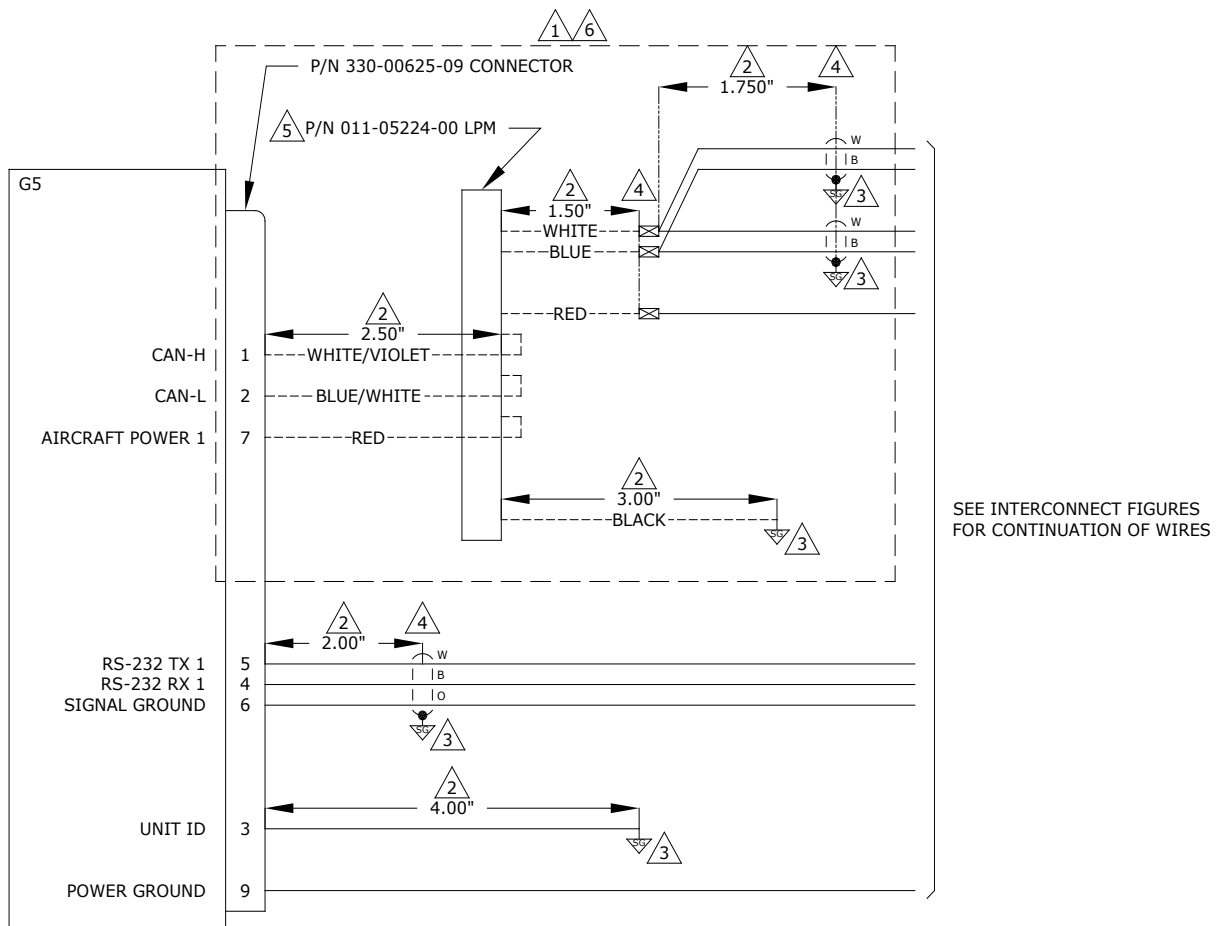 1 6
P/N 330-00625-09 CONNECTOR
2 4
1.750"
5 P/N 011-05224-00 LPM
W
B
G5
SG 3
2 4
1.50"
WHITE W
BLUE B
SG 3
RED
2
2.50"
CAN-H 1 WHITE/VIOLET
CAN-L 2 BLUE/WHITE
AIRCRAFT POWER 1 7 RED
2
3.00"
BLACK
SG 3
SEE INTERCONNECT FIGURES
FOR CONTINUATION OF WIRES
2 4
2.00"
W
RS-232 TX 1 5
B
RS-232 RX 1 4
O
SIGNAL GROUND 6
SG 3
2
4.00"
UNIT ID 3
SG 3
POWER GROUND 9